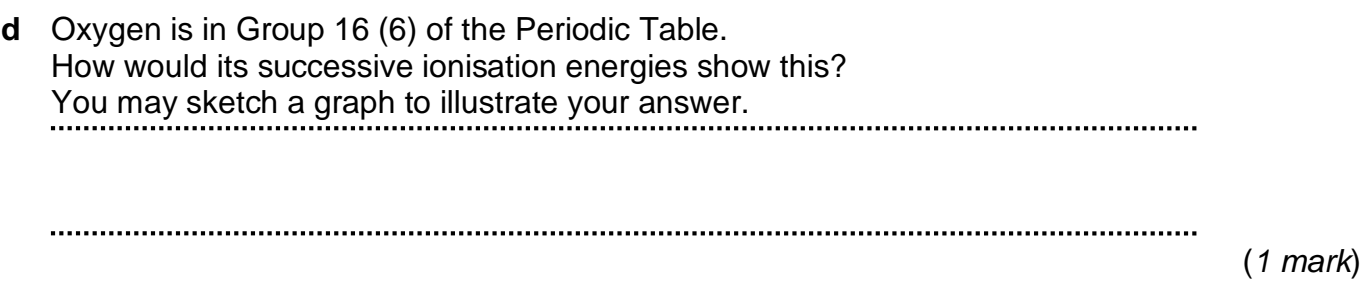 d Oxygen is in Group 16 (6) of the Periodic Table.
How would its successive ionisation energies show this?
You may sketch a graph to illustrate your answer.
(1 mark)